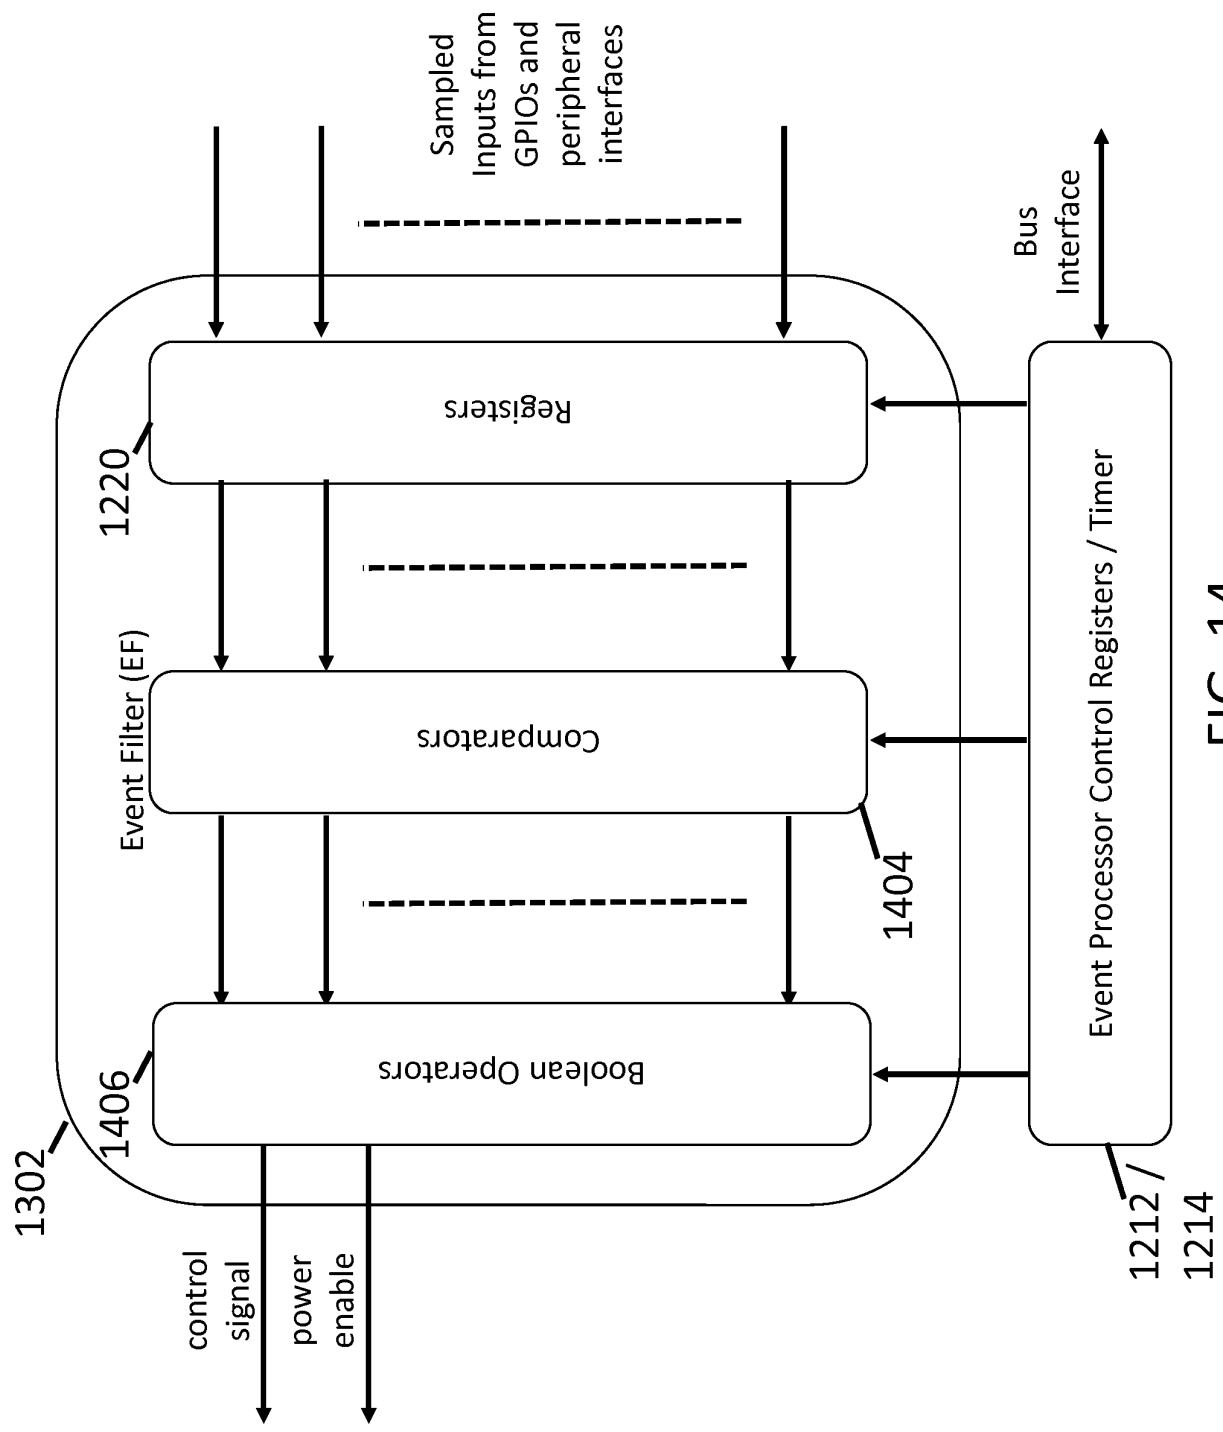 1302
control
signal
power
enable
1406
Boolean Operators
Event Filter (EF)
Comparators
1404
1220
Registers
Sampled
Inputs from
GPIOs and
peripheral
interfaces
Bus
Interface
Event Processor Control Registers / Timer
1212 /
1214
FIG. 14